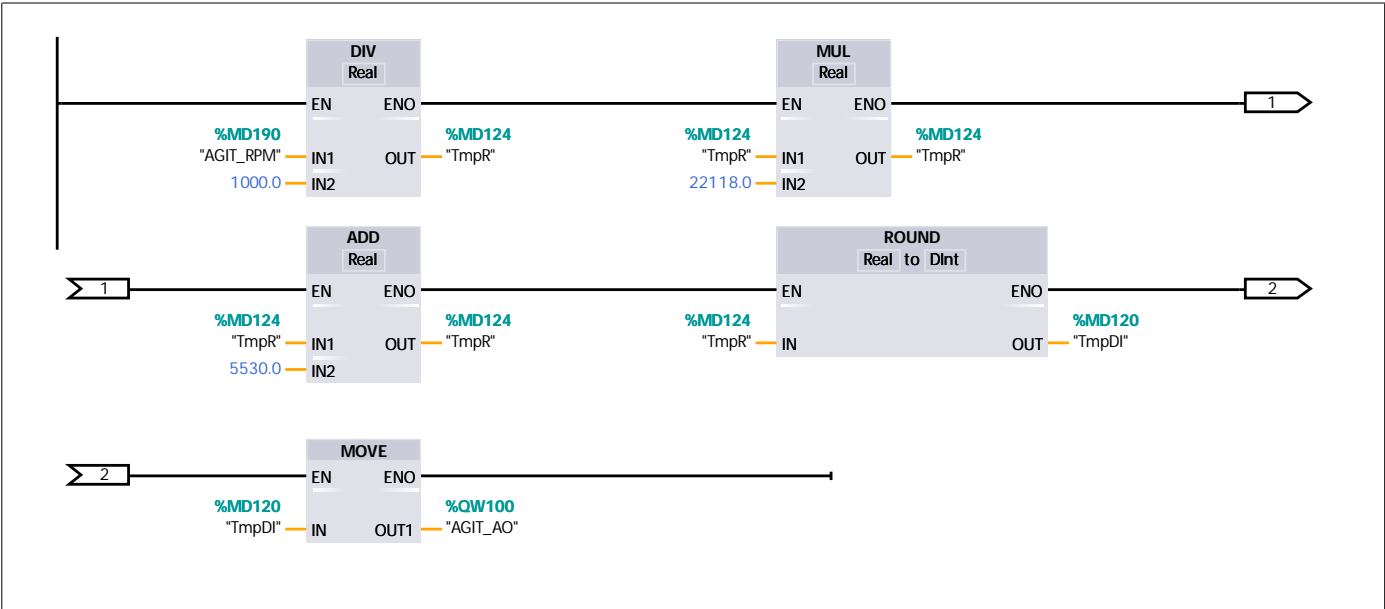 DIV
Real
MUL
Real
EN ENO
EN ENO
1
%MD190
%MD124
%MD124
%MD124
"AGIT_RPM" IN1 OUT "TmpR"
"TmpR" IN1 OUT "TmpR"
1000.0 IN2
22118.0 IN2
ADD
Real
ROUND
Real to DInt
1
EN ENO
EN ENO
2
%MD124
%MD124
%MD124
%MD120
"TmpR" IN1 OUT "TmpR"
"TmpR" IN OUT "TmpDI"
5530.0 IN2
MOVE
2
EN ENO
%MD120
%QW100
"TmpDI" IN OUT1 "AGIT_AO"